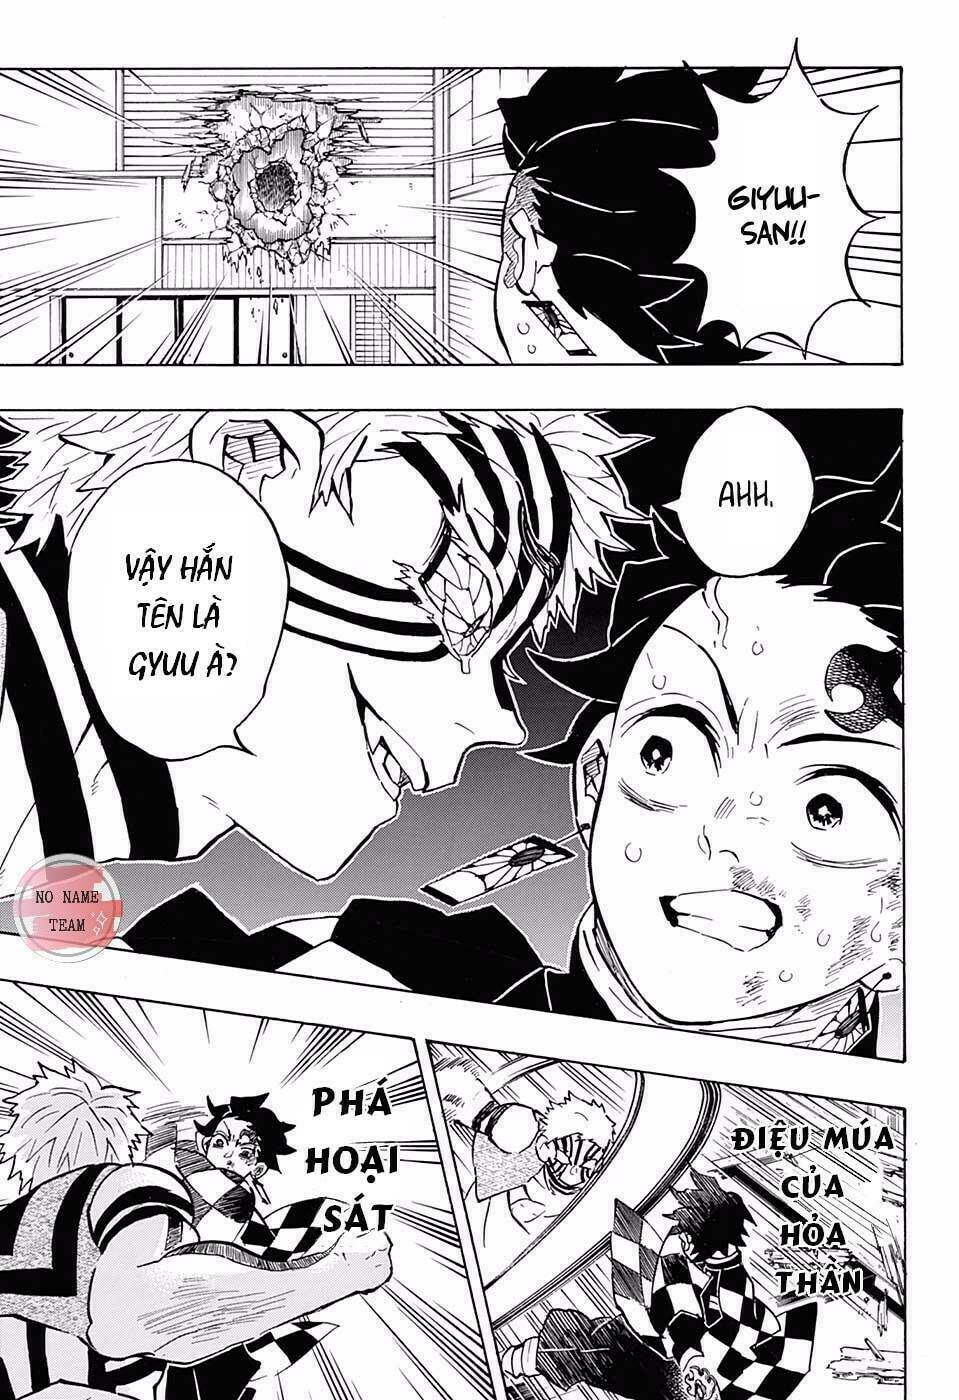 GIYUU-
SAN!!
AHH.
VẬY HẮN
TÊN LÀ
GYUU À?
NO NAME
TEAM
ĐIỆU MÚA
CỦA
HỎA
THẦN
PHÁ
HOẠI
SÁT